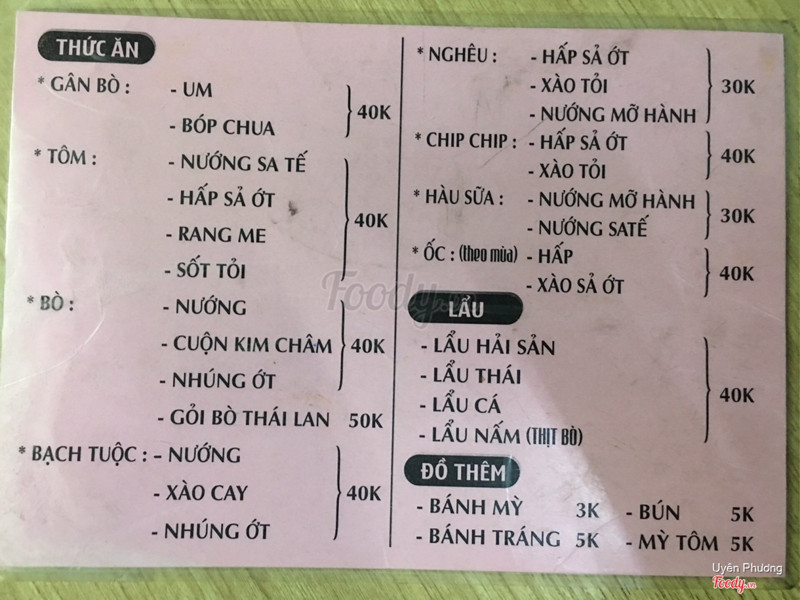 THỨC ĂN
* GÂN BÒ : - UM
- BÓP CHUA
40K
* TÔM : - NƯỚNG SA TẾ
- HẤP SẢ ỚT
- RANG ME
- SỐT TỎI
40K
* BÒ : - NƯỚNG
- CUỘN KIM CHÂM
- NHÚNG ỚT
40K
- GỎI BÒ THÁI LAN 50K
* BẠCH TUỘC : - NƯỚNG
- XÀO CAY
- NHÚNG ỚT
40K
* NGHÊU : - HẤP SẢ ỚT
- XÀO TỎI
- NƯỚNG MỠ HÀNH
30K
* CHIP CHIP : - HẤP SẢ ỚT
- XÀO TỎI
40K
* HÀU SỮA : - NƯỚNG MỠ HÀNH
- NƯỚNG SATẾ
30K
* ỐC : (theo mùa) - HẤP
- XÀO SẢ ỚT
40K
LẨU
- LẨU HẢI SẢN
- LẨU THÁI
- LẨU CÁ
- LẨU NẤM (THỊT BÒ)
40K
ĐỒ THÊM
- BÁNH MỲ 3K - BÚN 5K
- BÁNH TRÁNG 5K - MỲ TÔM 5K
Foody.vn
Uyên Phương
Foody.vn